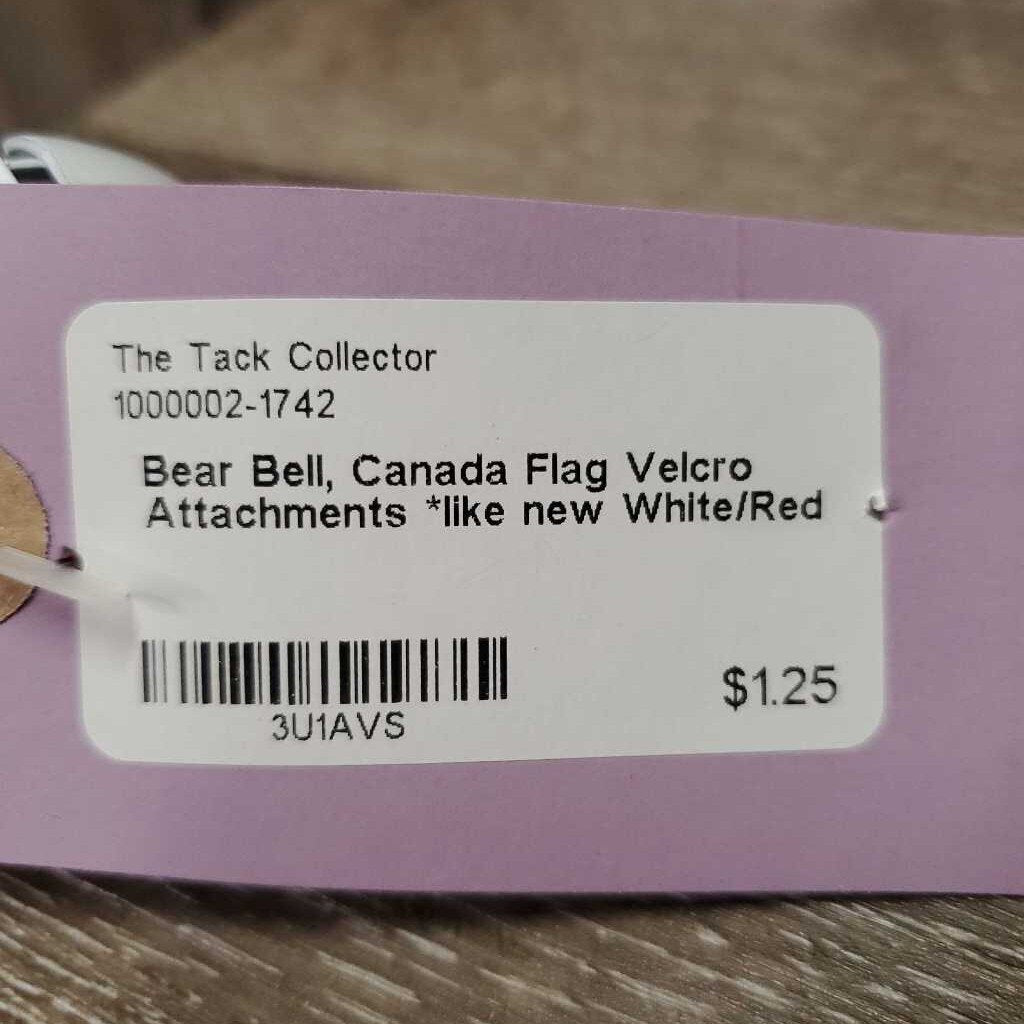 The Tack Collector
1000002-1742
Bear Bell, Canada Flag Velcro
Attachments *like new White/Red
3U1AVS
$1.25